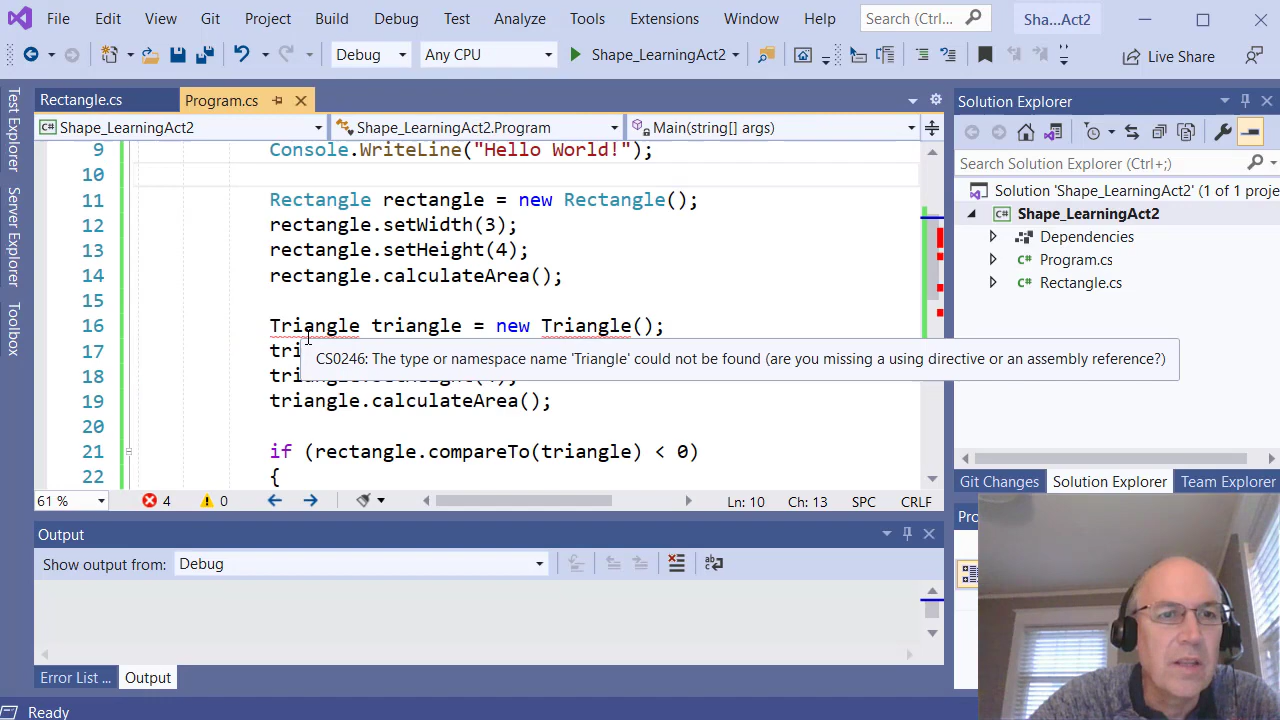 File Edit View Git Project Build Debug Test Analyze Tools Extensions Window Help Search (Ctrl... Sha...Act2
Debug Any CPU Shape_LearningAct2 Live Share
Test Explorer
Server Explorer
Toolbox
Rectangle.cs Program.cs
Shape_LearningAct2 Shape_LearningAct2.Program Main(string[] args)
9 Console.WriteLine("Hello World!");
10
11 Rectangle rectangle = new Rectangle();
12 rectangle.setWidth(3);
13 rectangle.setHeight(4);
14 rectangle.calculateArea();
15
16 Triangle triangle = new Triangle();
17 tri
CS0246: The type or namespace name 'Triangle' could not be found (are you missing a using directive or an assembly reference?)
18
19 triangle.calculateArea();
20
21 if (rectangle.compareTo(triangle) < 0)
22 {
61 % 4 0 Ln: 10 Ch: 13 SPC CRLF
Output
Show output from: Debug
Error List ... Output
Ready
Solution Explorer
Search Solution Explorer (Ctrl+;)
Solution 'Shape_LearningAct2' (1 of 1 proje
Shape_LearningAct2
Dependencies
C# Program.cs
C# Rectangle.cs
Git Changes Solution Explorer Team Explorer
Pro